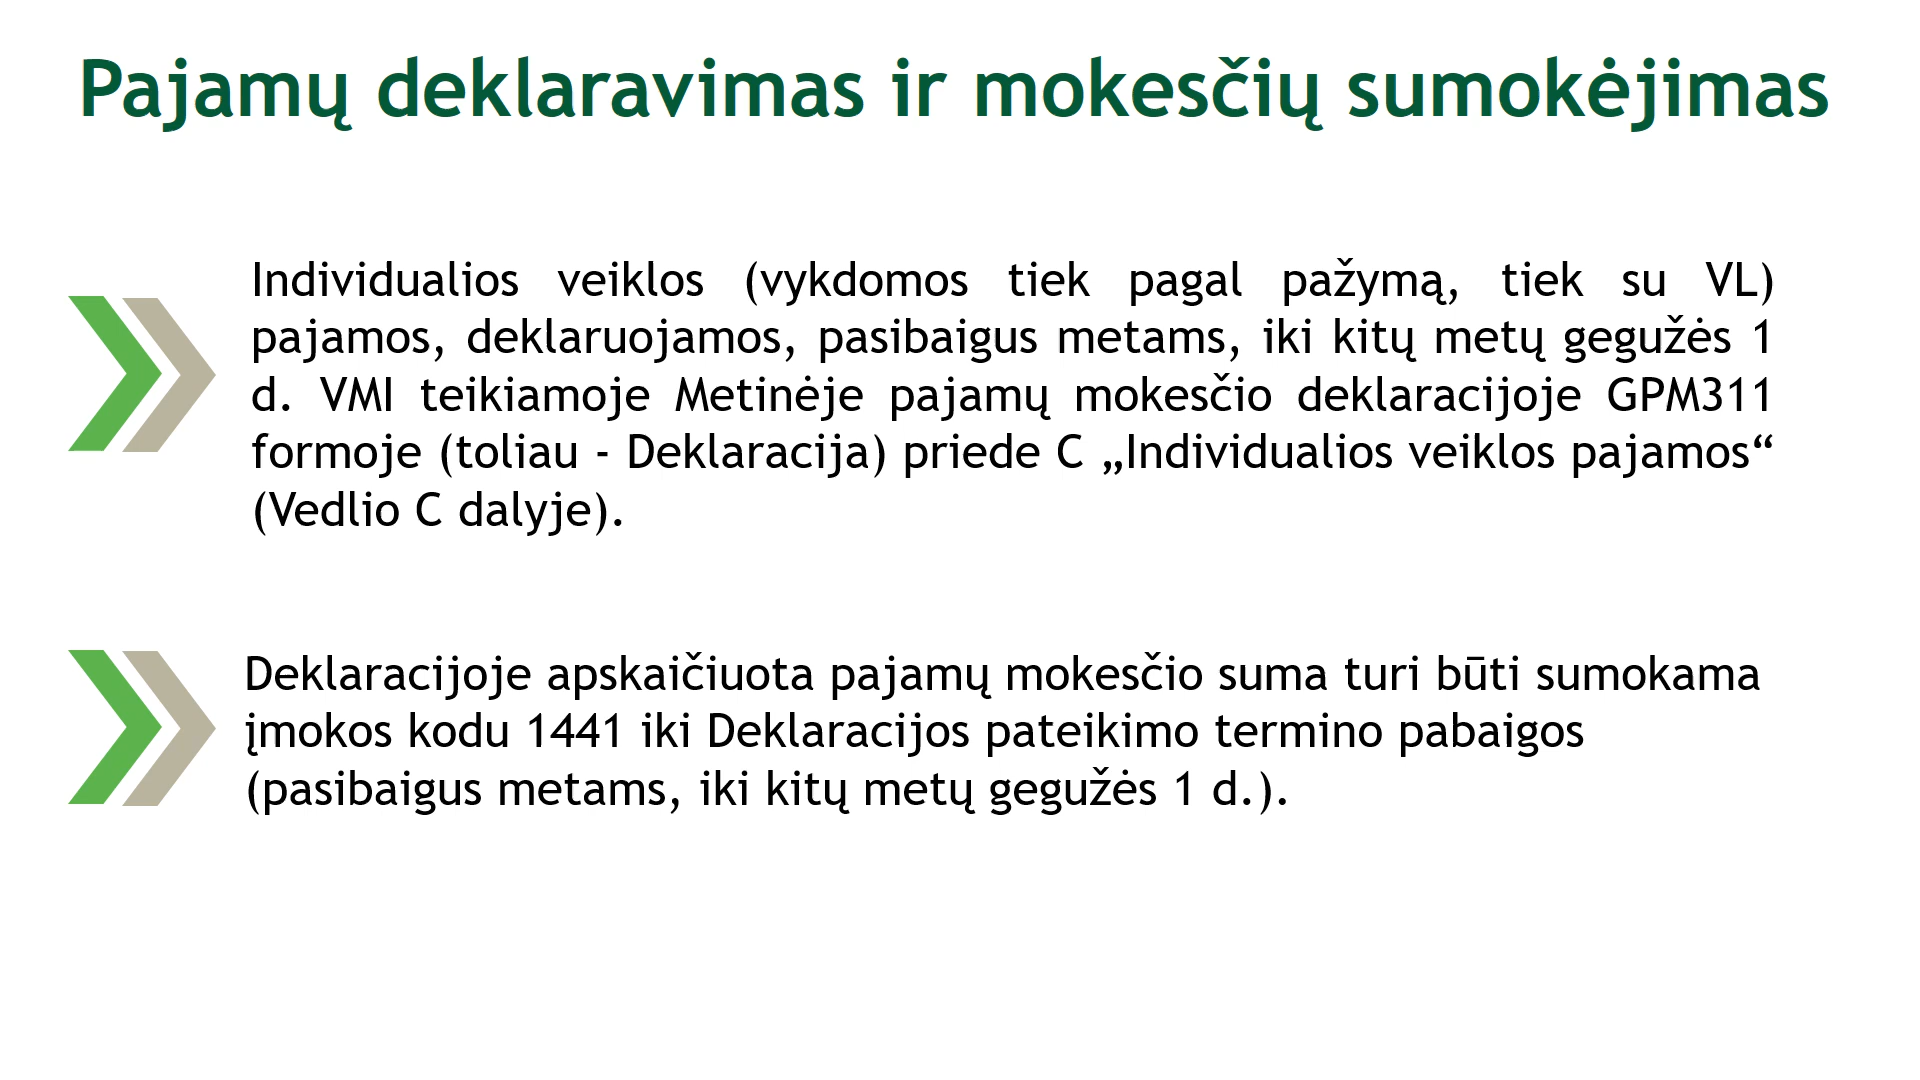 Pajamų deklaravimas ir mokesčių sumokėjimas
Individualios veiklos (vykdomos tiek pagal pažymą, tiek su VL)
pajamos, deklaruojamos, pasibaigus metams, iki kitų metų gegužės 1
d. VMI teikiamoje Metinėje pajamų mokesčio deklaracijoje GPM311
formoje (toliau - Deklaracija) priede C „Individualios veiklos pajamos“
(Vedlio C dalyje).
Deklaracijoje apskaičiuota pajamų mokesčio suma turi būti sumokama
įmokos kodu 1441 iki Deklaracijos pateikimo termino pabaigos
(pasibaigus metams, iki kitų metų gegužės 1 d.).